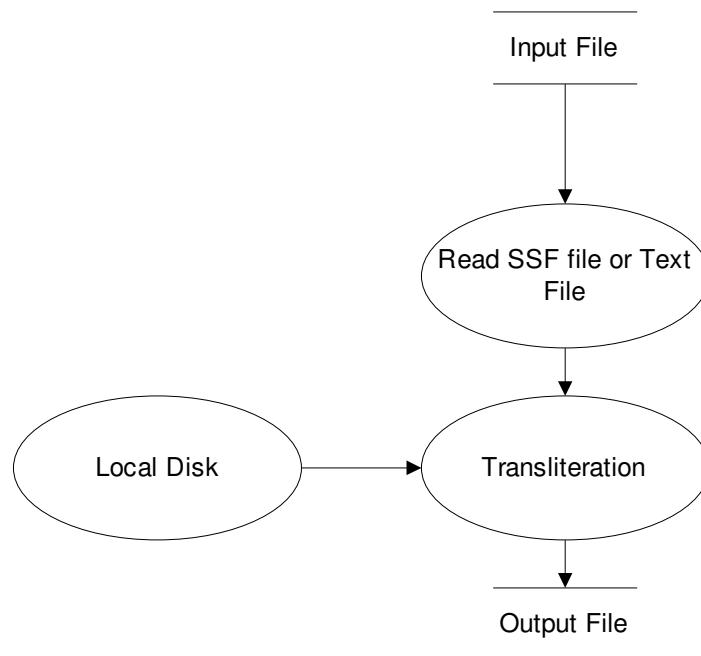 Input File
Read SSF file or Text
File
Local Disk
Transliteration
Output File